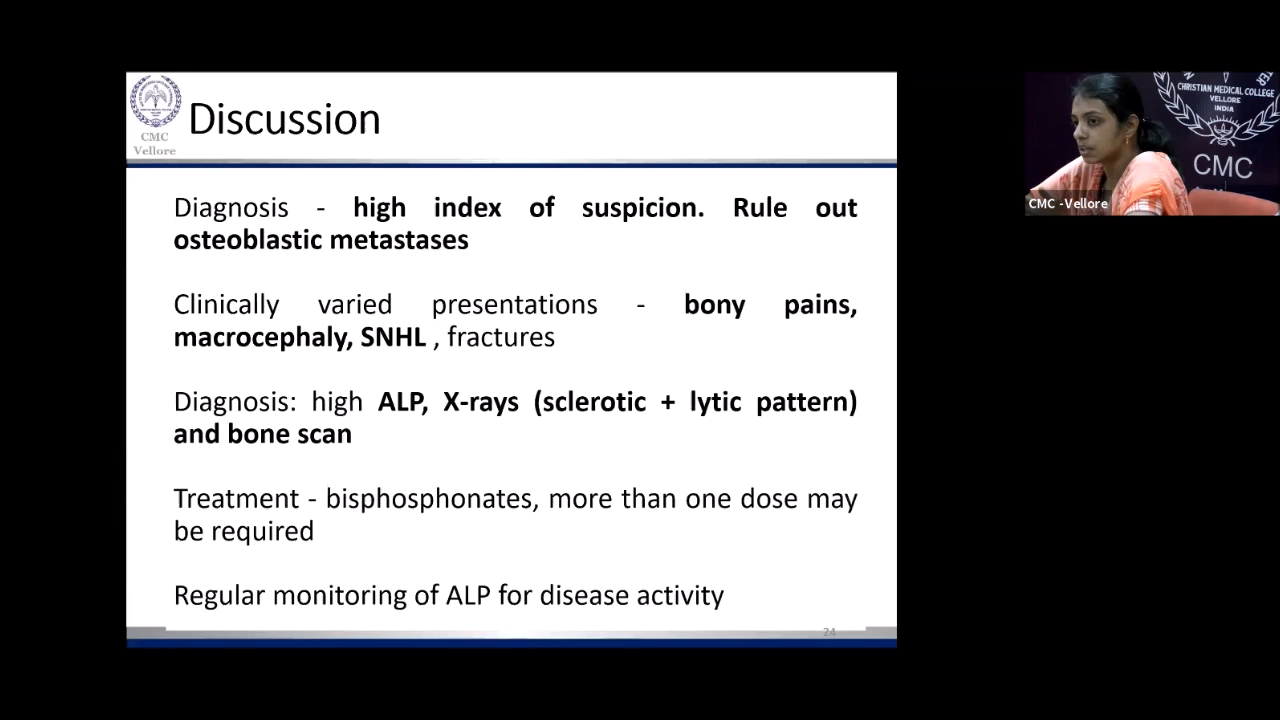 CMC
Vellore
Discussion
Diagnosis - high index of suspicion. Rule out
osteoblastic metastases
Clinically varied presentations - bony pains,
macrocephaly, SNHL , fractures
Diagnosis: high ALP, X-rays (sclerotic + lytic pattern)
and bone scan
Treatment - bisphosphonates, more than one dose may
be required
Regular monitoring of ALP for disease activity
24
CHRISTIAN MEDICAL COLLEGE
VELLORE
INDIA
CMC
CMC -Vellore